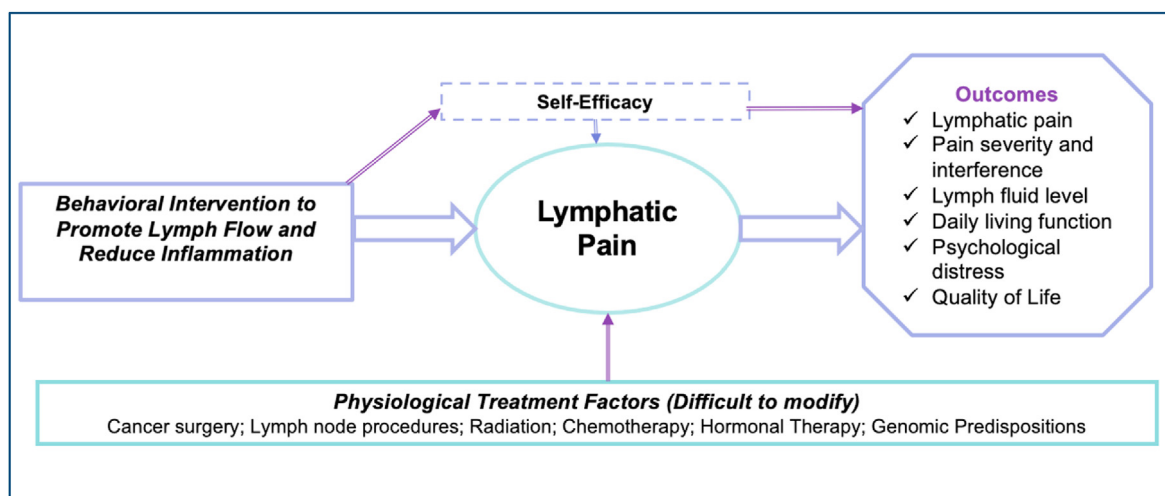 Self-Efficacy
Behavioral Intervention to
Promote Lymph Flow and
Reduce Inflammation
Lymphatic
Pain
Outcomes
✓ Lymphatic pain
✓ Pain severity and
interference
✓ Lymph fluid level
✓ Daily living function
✓ Psychological
distress
✓ Quality of Life
Physiological Treatment Factors (Difficult to modify)
Cancer surgery; Lymph node procedures; Radiation; Chemotherapy; Hormonal Therapy; Genomic Predispositions